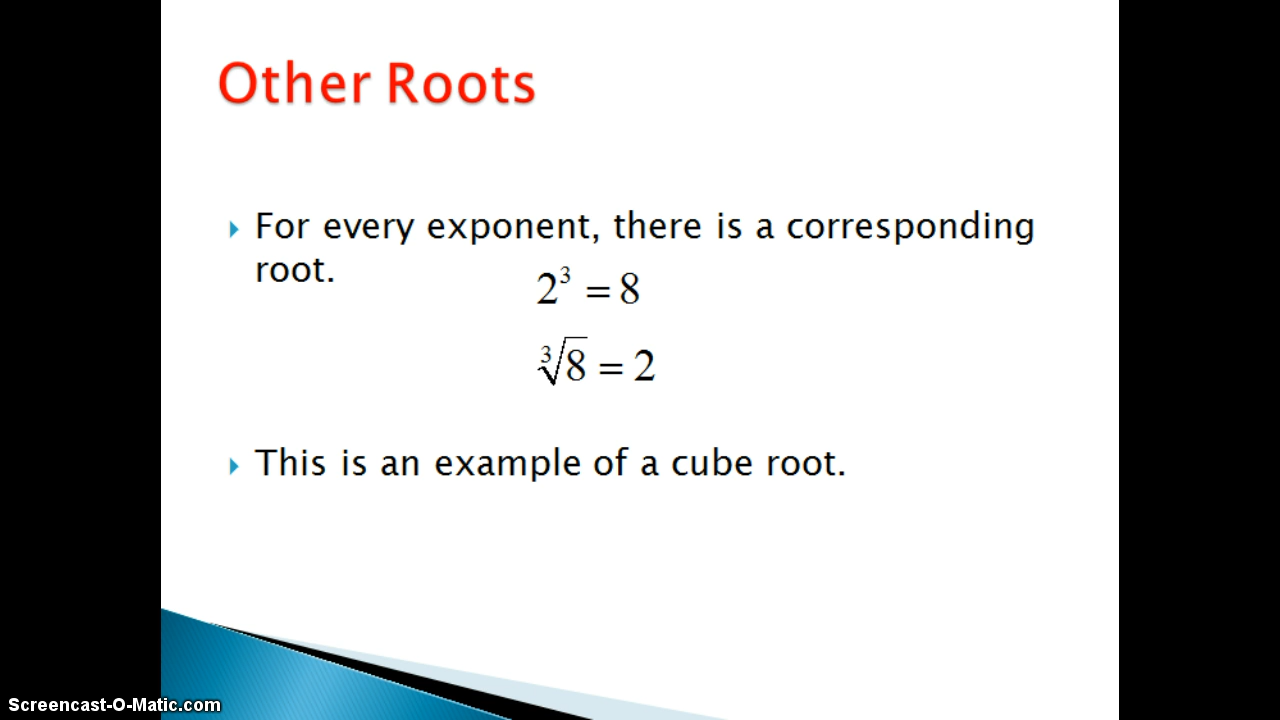 Other Roots
For every exponent, there is a corresponding
root.
2³ = 8
∛8 = 2
This is an example of a cube root.
Screencast-O-Matic.com